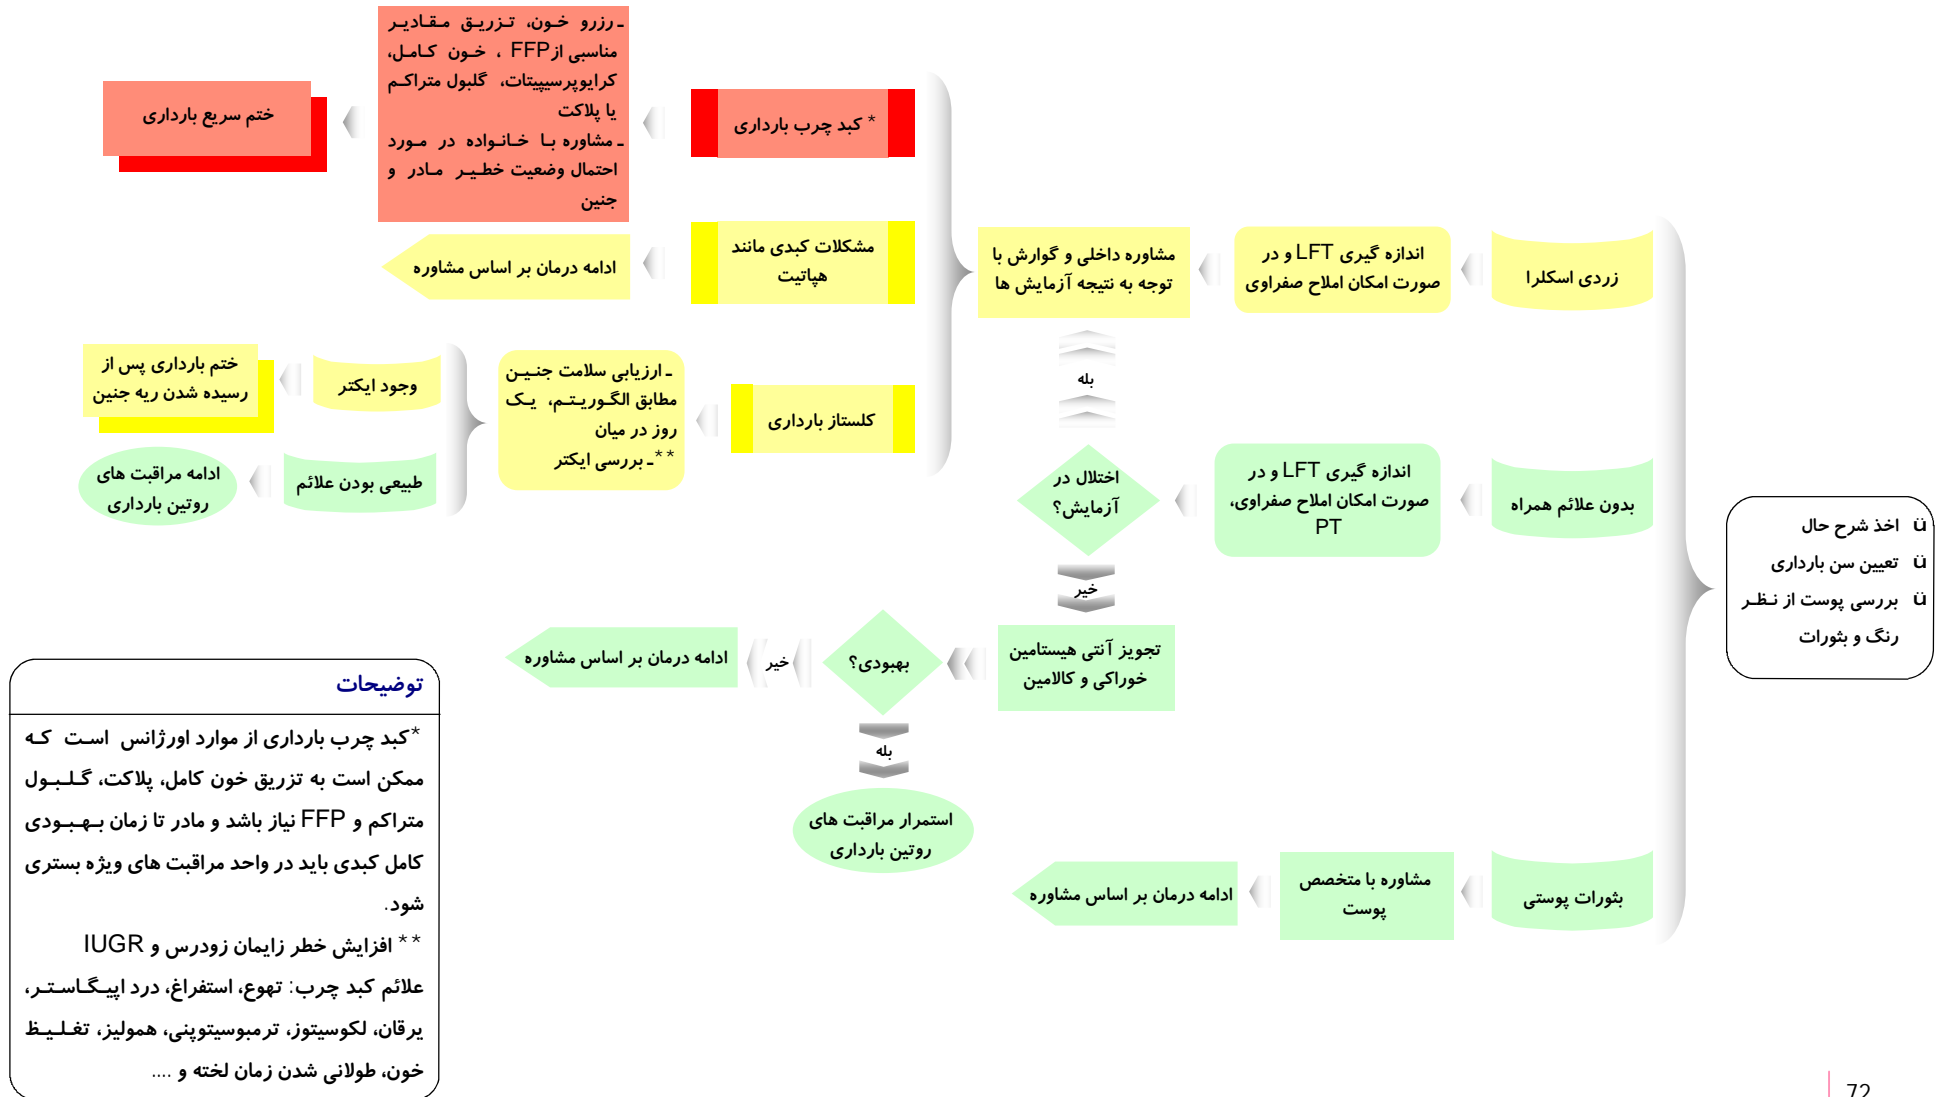 ü اخذ شرح حال
ü تعیین سن بارداری
ü بررسی پوست از نظر
رنگ و بثورات
زردی اسکلرا
اندازه گیری LFT و در
صورت امکان املاح صفراوی
مشاوره داخلی و گوارش با
توجه به نتیجه آزمایش ها
* کبد چرب بارداری
ـ رزرو خون، تزریق مقادیر
مناسبی از FFP ، خون کامل،
کرایوپرسیپیتات، گلبول متراکم
یا پلاکت
ـ مشاوره با خانواده در مورد
احتمال وضعیت خطیر مادر و
جنین
ختم سریع بارداری
مشکلات کبدی مانند
هپاتیت
ادامه درمان بر اساس مشاوره
کلستاز بارداری
ـ ارزیابی سلامت جنین
مطابق الگوریتم، یک
روز در میان
**ـ بررسی ایکتر
وجود ایکتر
ختم بارداری پس از
رسیده شدن ریه جنین
طبیعی بودن علائم
ادامه مراقبت های
روتین بارداری
بدون علائم همراه
اندازه گیری LFT و در
صورت امکان املاح صفراوی،
PT
اختلال در
آزمایش؟
بله
خیر
تجویز آنتی هیستامین
خوراکی و کالامین
بهبودی؟
خیر
ادامه درمان بر اساس مشاوره
بله
استمرار مراقبت های
روتین بارداری
بثورات پوستی
مشاوره با متخصص
پوست
ادامه درمان بر اساس مشاوره
توضیحات
*کبد چرب بارداری از موارد اورژانس است که
ممکن است به تزریق خون کامل، پلاکت، گلبول
متراکم و FFP نیاز باشد و مادر تا زمان بهبودی
کامل کبدی باید در واحد مراقبت های ویژه بستری
شود.
** افزایش خطر زایمان زودرس و IUGR
علائم کبد چرب: تهوع، استفراغ، درد اپیگاستر،
یرقان، لکوسیتوز، ترمبوسیتوپنی، همولیز، تغلیظ
خون، طولانی شدن زمان لخته و ....
72